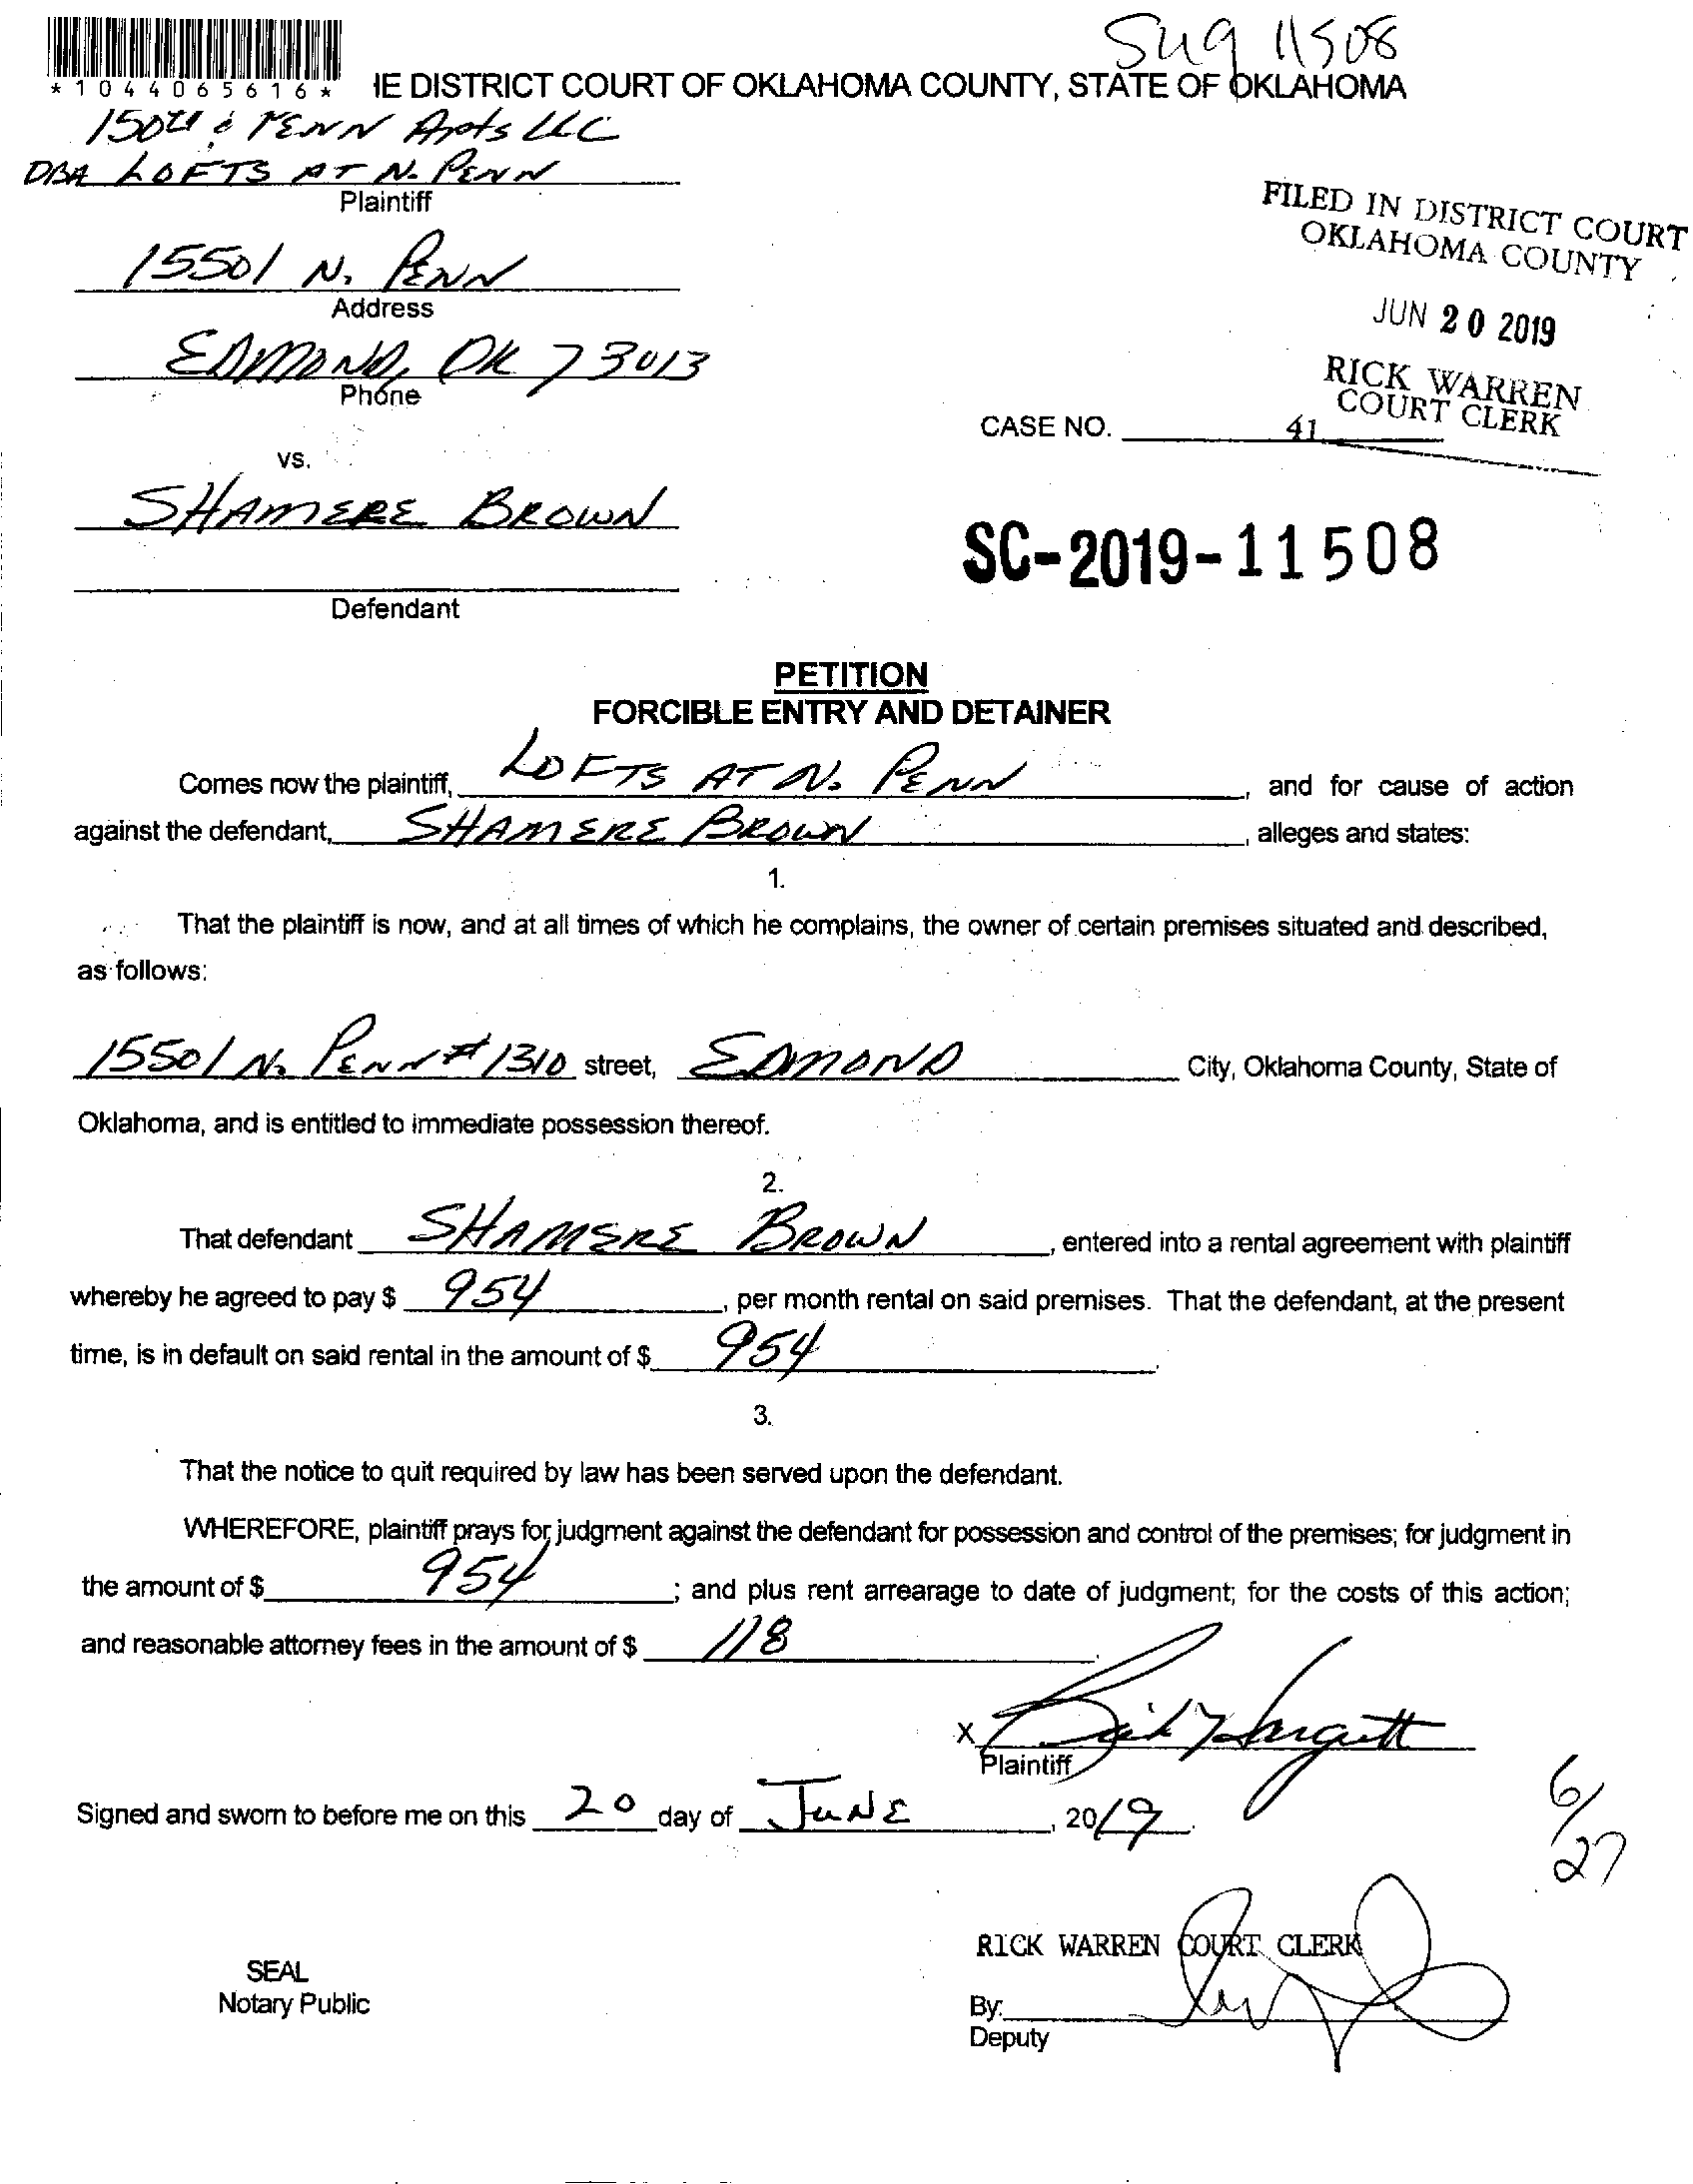 Sug 11508
*1044065616*
IE DISTRICT COURT OF OKLAHOMA COUNTY, STATE OF OKLAHOMA
150th & PENN Apts LLC
DBA LOFTS AT N. PENN
Plaintiff
FILED IN DISTRICT COURT
OKLAHOMA COUNTY
15501 N. PENN
Address
JUN 20 2019
EDMOND, OK 73013
Phone
RICK WARREN
COURT CLERK
CASE NO. 41
vs.
SHAMERE BROWN
SC-2019-11508
Defendant
PETITION
FORCIBLE ENTRY AND DETAINER
Comes now the plaintiff, LOFTS AT N. PENN, and for cause of action
against the defendant, SHAMERE BROWN, alleges and states:
1.
That the plaintiff is now, and at all times of which he complains, the owner of certain premises situated and described,
as follows:
15501 N. PENN #1310 street, EDMOND City, Oklahoma County, State of
Oklahoma, and is entitled to immediate possession thereof.
2.
That defendant SHAMERE BROWN, entered into a rental agreement with plaintiff
whereby he agreed to pay $ 954, per month rental on said premises. That the defendant, at the present
time, is in default on said rental in the amount of $ 954.
3.
That the notice to quit required by law has been served upon the defendant.
WHEREFORE, plaintiff prays for judgment against the defendant for possession and control of the premises; for judgment in
the amount of $ 954; and plus rent arrearage to date of judgment; for the costs of this action;
and reasonable attorney fees in the amount of $ 118.
X
Plaintiff
Signed and sworn to before me on this 20 day of JUNE, 2019.
6/27
RICK WARREN COURT CLERK
SEAL
Notary Public
By:
Deputy